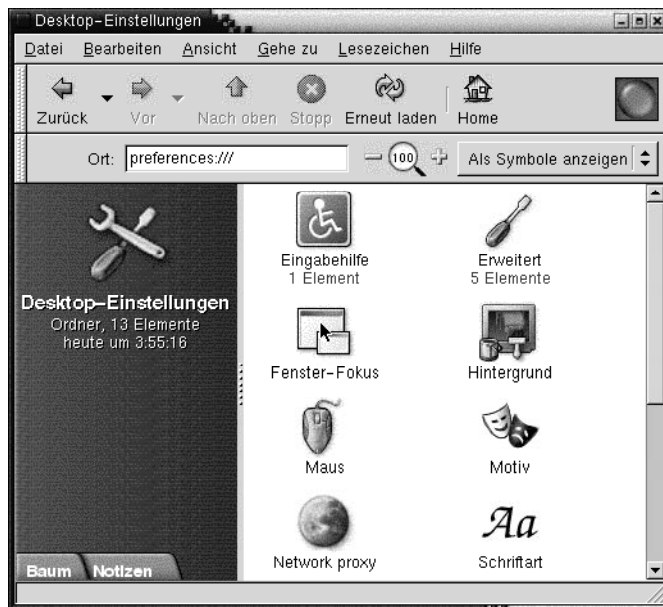 Desktop-Einstellungen
Datei Bearbeiten Ansicht Gehe zu Lesezeichen Hilfe
Zurück Vor Nach oben Stopp Erneut laden Home
Ort: preferences:/// 100 Als Symbole anzeigen
Desktop-Einstellungen
Ordner, 13 Elemente
heute um 3:55:16
Eingabehilfe
1 Element
Erweitert
5 Elemente
Fenster-Fokus
Hintergrund
Maus
Motiv
Network proxy
Aa
Schriftart
Baum Notizen